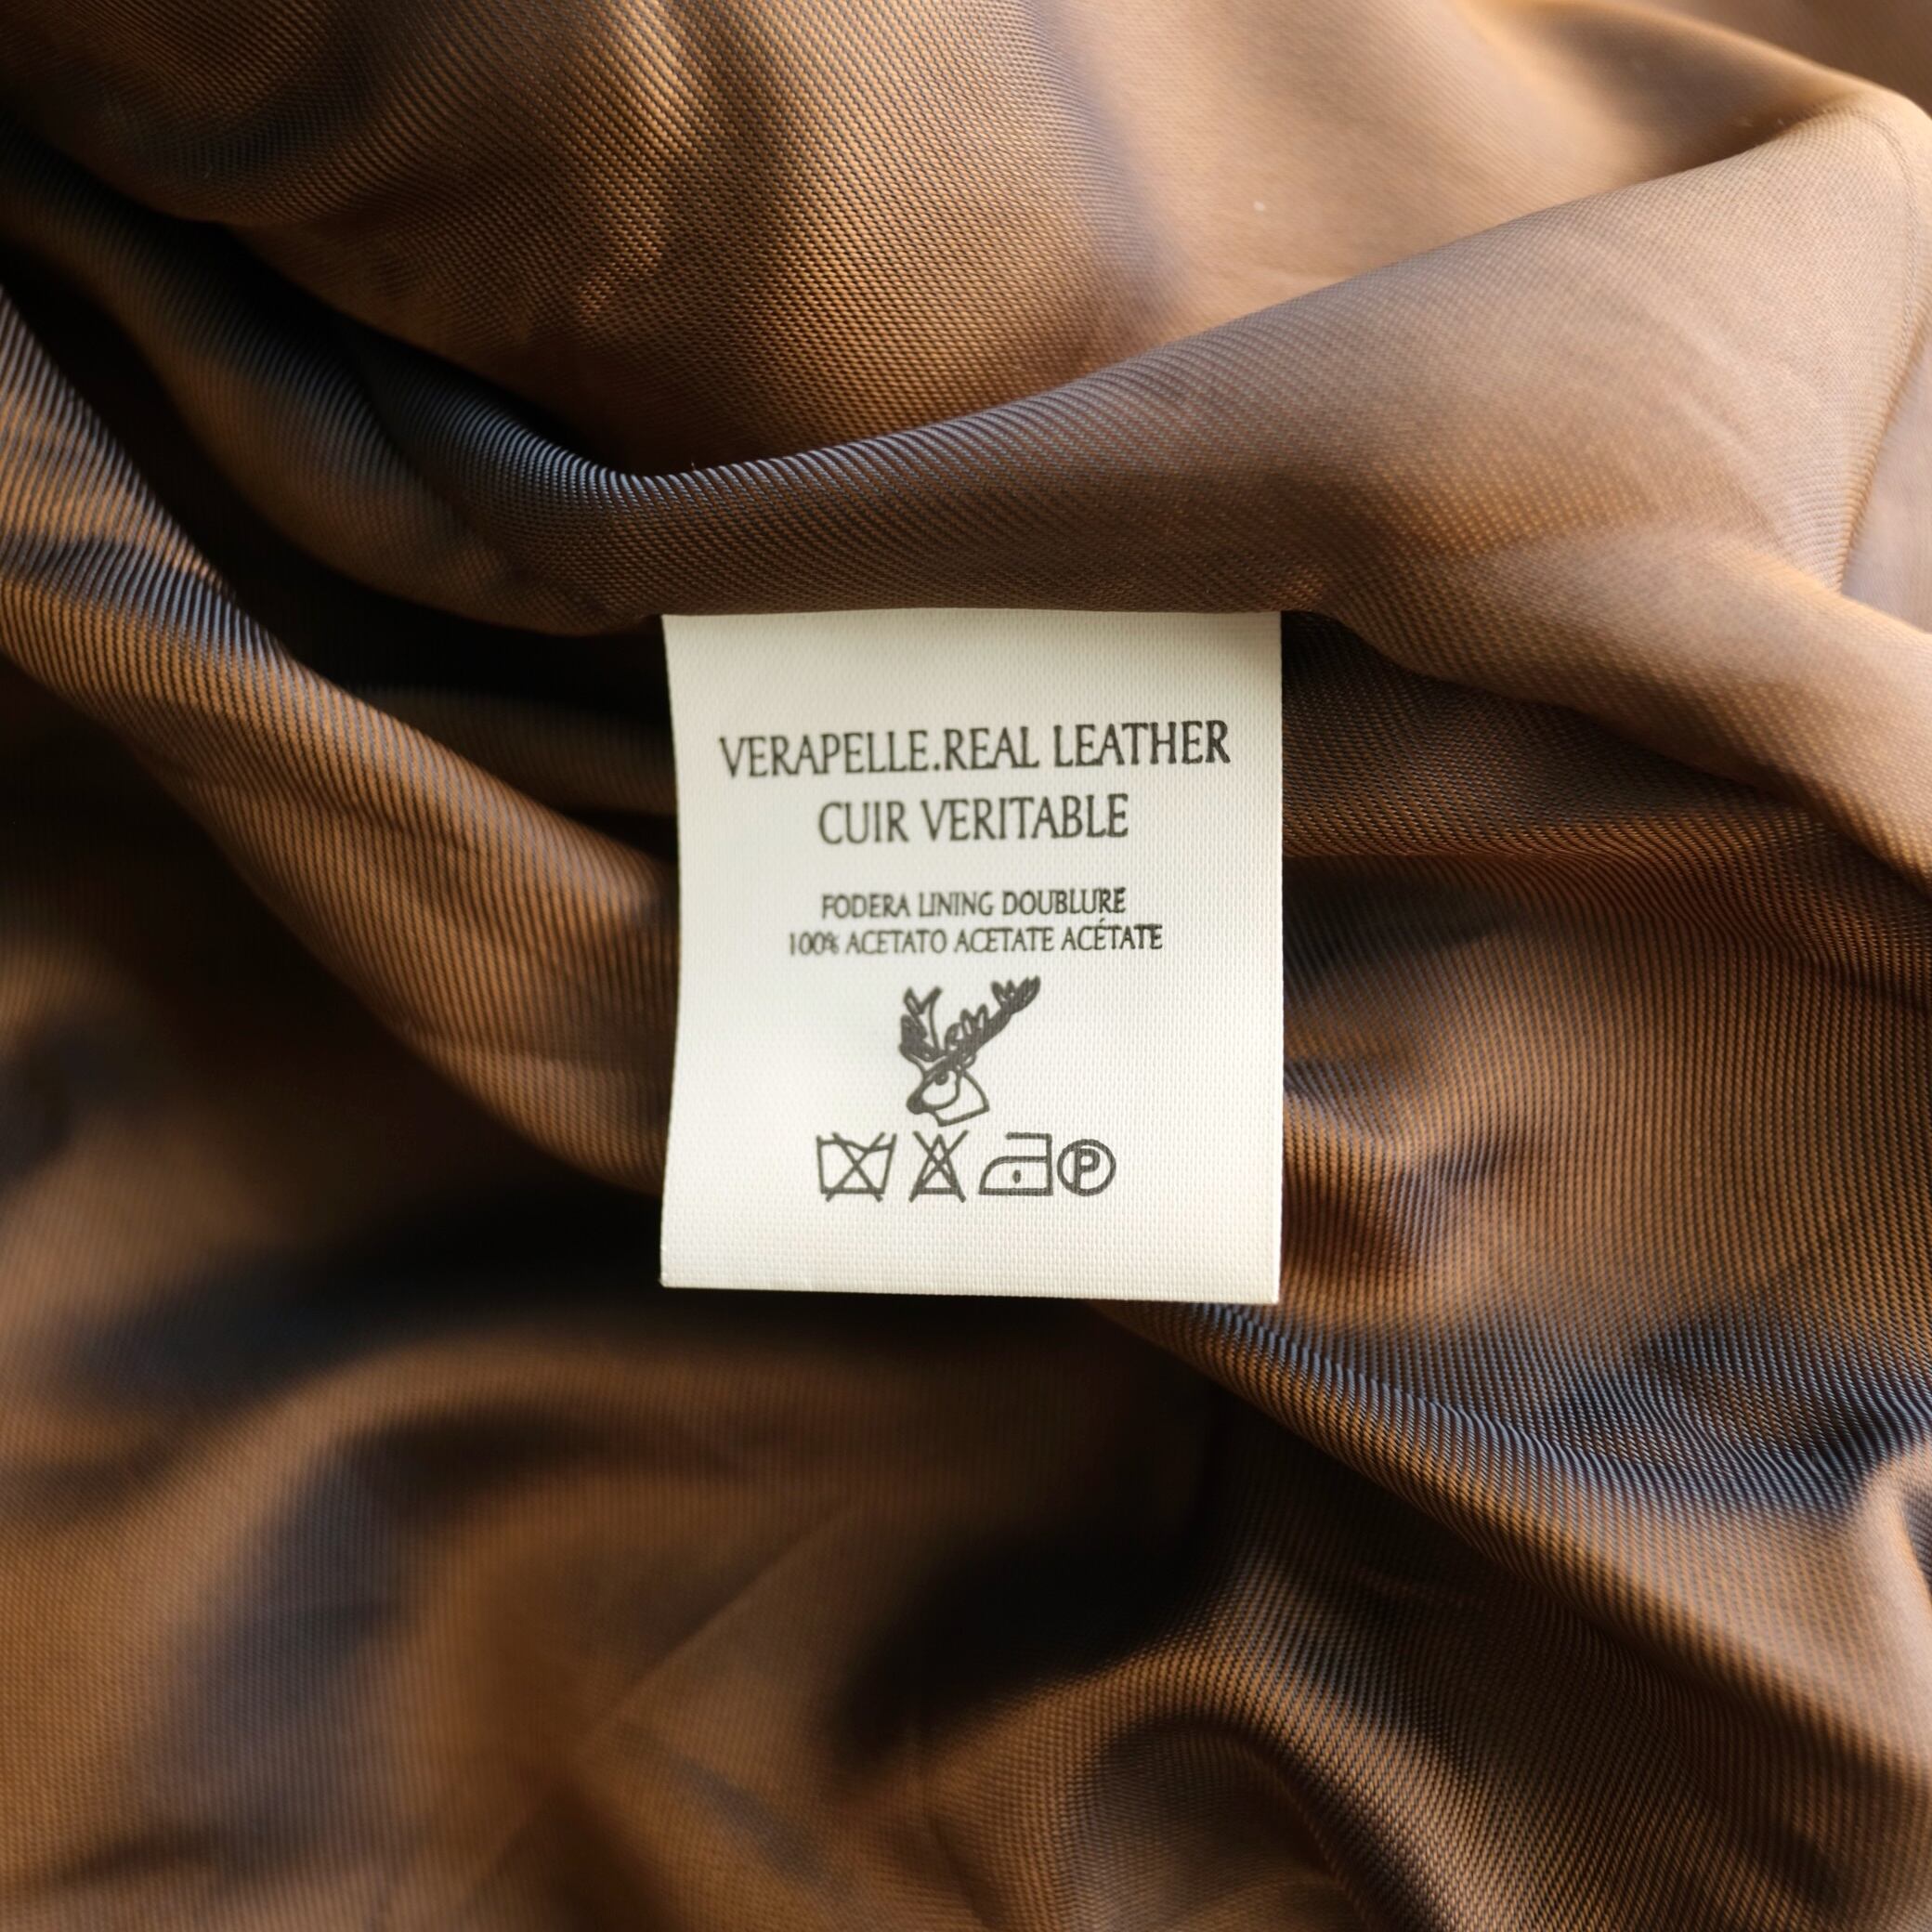 VERAPELLE.REAL LEATHER
CUIR VERITABLE
FODERA LINING DOUBLURE
100% ACETATO ACETATE ACÉTATE
P